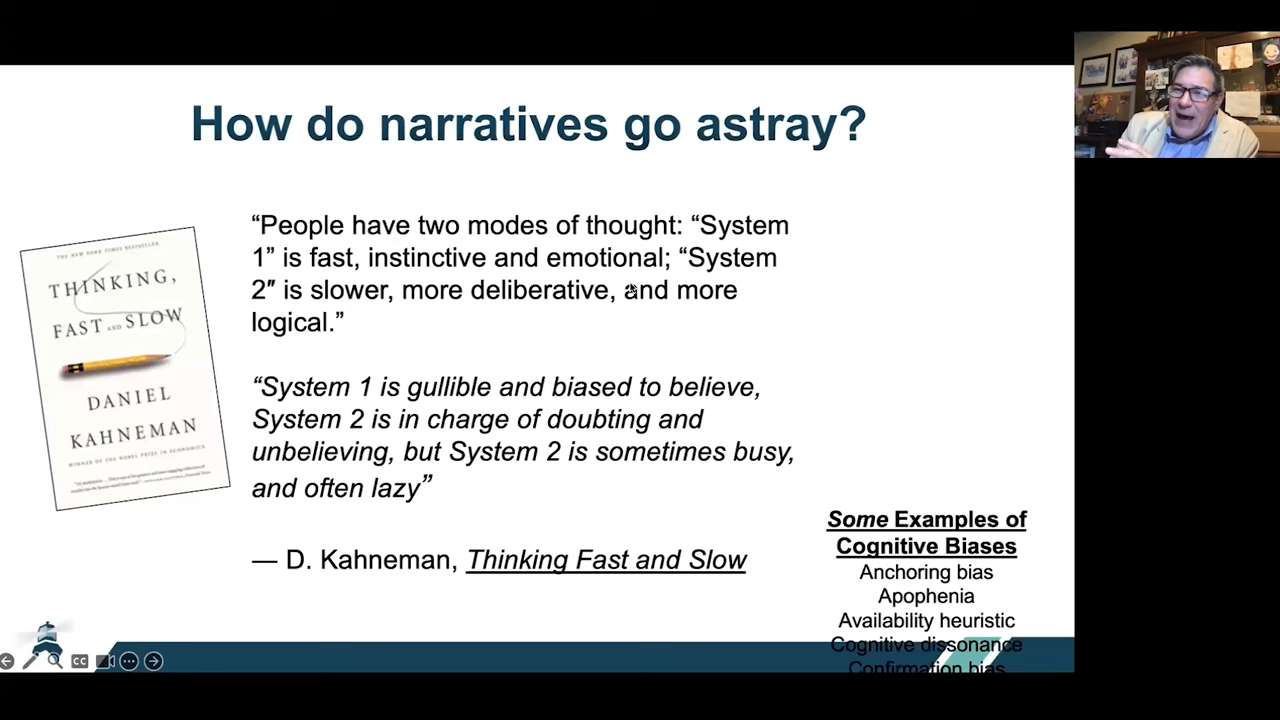 How do narratives go astray?
“People have two modes of thought: “System
1” is fast, instinctive and emotional; “System
2″ is slower, more deliberative, and more
logical.”
“System 1 is gullible and biased to believe,
System 2 is in charge of doubting and
unbelieving, but System 2 is sometimes busy,
and often lazy”
— D. Kahneman, Thinking Fast and Slow
THE NEW YORK TIMES BESTSELLER
THINKING,
FAST AND SLOW
DANIEL
KAHNEMAN
WINNER OF THE NOBEL PRIZE IN ECONOMICS
Some Examples of
Cognitive Biases
Anchoring bias
Apophenia
Availability heuristic
Cognitive dissonance
Confirmation bias
CC